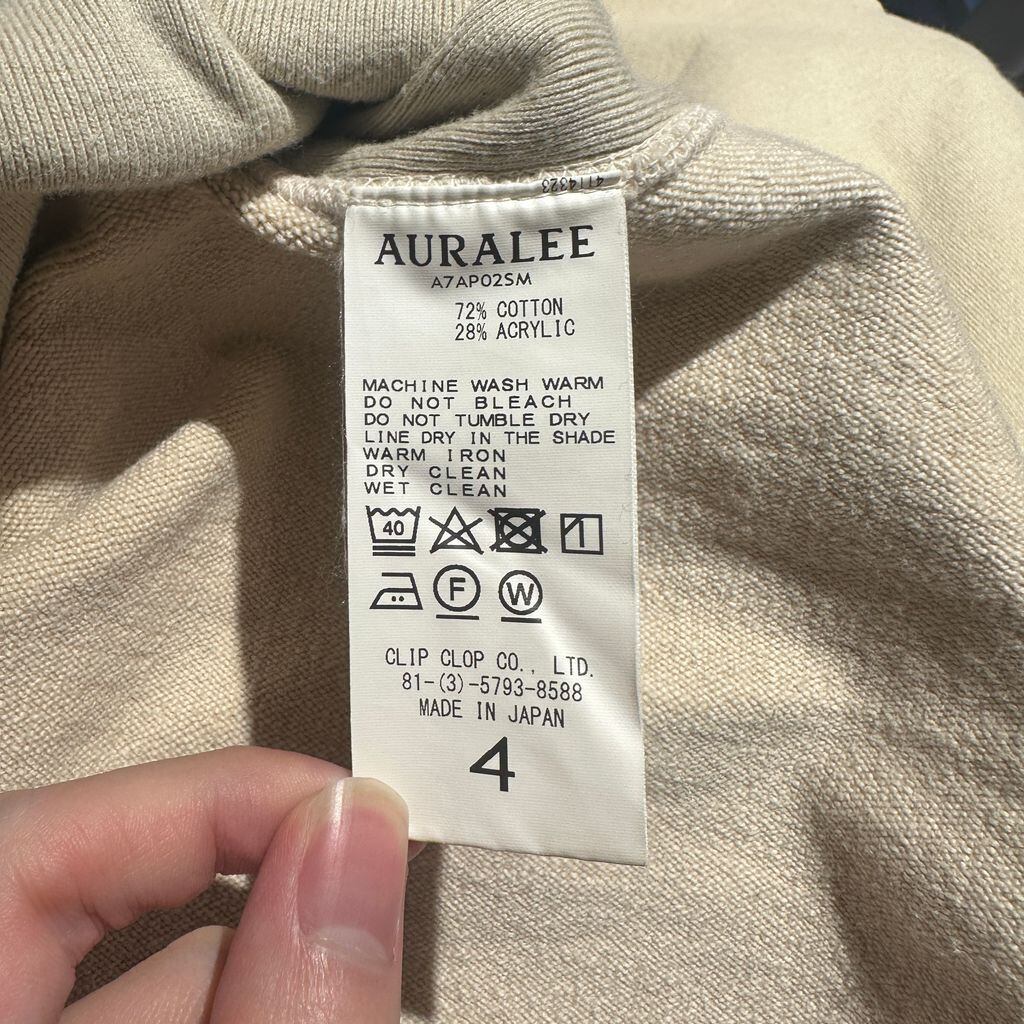 4114323
AURALEE
A7AP02SM
72% COTTON
28% ACRYLIC
MACHINE WASH WARM
DO NOT BLEACH
DO NOT TUMBLE DRY
LINE DRY IN THE SHADE
WARM IRON
DRY CLEAN
WET CLEAN
40
F
W
CLIP CLOP CO., LTD.
81-(3)-5793-8588
MADE IN JAPAN
4